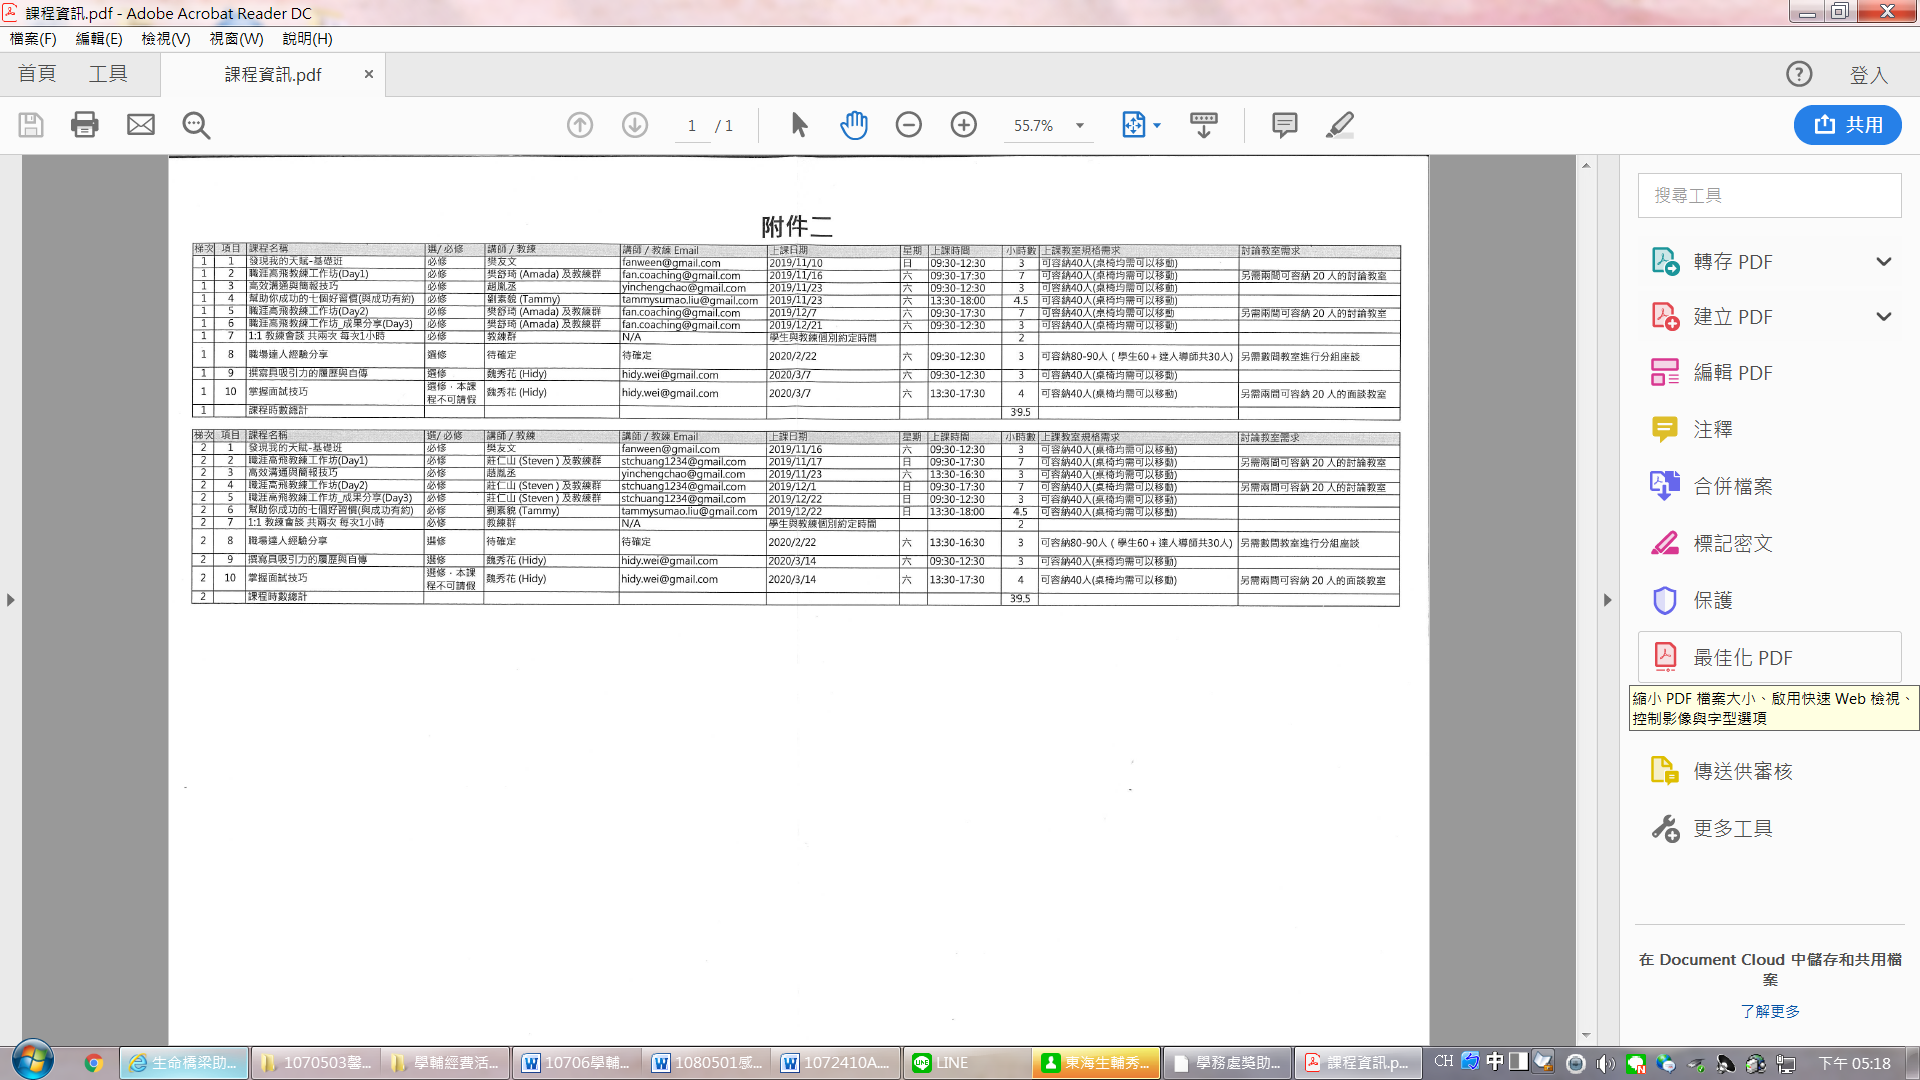 課程資訊.pdf - Adobe Acrobat Reader DC
檔案(F) 編輯(E) 檢視(V) 視窗(W) 說明(H)
首頁 工具 課程資訊.pdf × ? 登入
1 / 1 55.7% 共用
附件二
梯次 項目 課程名稱 選/必修 講師/教練 講師/教練 Email 上課日期 星期 上課時間 小時數 上課教室規格需求 討論教室需求
1 1 發現我的天賦-基礎班 必修 樊友文 fanween@gmail.com 2019/11/10 日 09:30-12:30 3 可容納40人(桌椅均需可以移動)
1 2 職涯高飛教練工作坊(Day1) 必修 樊舒琦 (Amada) 及教練群 fan.coaching@gmail.com 2019/11/16 六 09:30-17:30 7 可容納40人(桌椅均需可以移動) 另需兩間可容納 20 人的討論教室
1 3 高效溝通與簡報技巧 必修 趙胤丞 yinchengchao@gmail.com 2019/11/23 六 09:30-12:30 3 可容納40人(桌椅均需可以移動)
1 4 幫助你成功的七個好習慣(與成功有約) 必修 劉素貌 (Tammy) tammysumao.liu@gmail.com 2019/11/23 六 13:30-18:00 4.5 可容納40人(桌椅均需可以移動)
1 5 職涯高飛教練工作坊(Day2) 必修 樊舒琦 (Amada) 及教練群 fan.coaching@gmail.com 2019/12/7 六 09:30-17:30 7 可容納40人(桌椅均需可以移動) 另需兩間可容納 20 人的討論教室
1 6 職涯高飛教練工作坊_成果分享(Day3) 必修 樊舒琦 (Amada) 及教練群 fan.coaching@gmail.com 2019/12/21 六 09:30-12:30 3 可容納40人(桌椅均需可以移動)
1 7 1:1 教練會談 共兩次 每次1小時 必修 教練群 N/A 學生與教練個別約定時間 2
1 8 職場達人經驗分享 選修 待確定 待確定 2020/2/22 六 09:30-12:30 3 可容納80-90人 ( 學生60 + 達人導師共30人) 另需數間教室進行分組座談
1 9 撰寫具吸引力的履歷與自傳 選修 魏秀花 (Hidy) hidy.wei@gmail.com 2020/3/7 六 09:30-12:30 3 可容納40人(桌椅均需可以移動)
1 10 掌握面試技巧 選修，本課程不可請假 魏秀花 (Hidy) hidy.wei@gmail.com 2020/3/7 六 13:30-17:30 4 可容納40人(桌椅均需可以移動) 另需兩間可容納 20 人的面談教室
1 課程時數總計 39.5
梯次 項目 課程名稱 選/必修 講師/教練 講師/教練 Email 上課日期 星期 上課時間 小時數 上課教室規格需求 討論教室需求
2 1 發現我的天賦-基礎班 必修 樊友文 fanween@gmail.com 2019/11/16 六 09:30-12:30 3 可容納40人(桌椅均需可以移動)
2 2 職涯高飛教練工作坊(Day1) 必修 莊仁山 (Steven ) 及教練群 stchuang1234@gmail.com 2019/11/17 日 09:30-17:30 7 可容納40人(桌椅均需可以移動) 另需兩間可容納 20 人的討論教室
2 3 高效溝通與簡報技巧 必修 趙胤丞 yinchengchao@gmail.com 2019/11/23 六 13:30-16:30 3 可容納40人(桌椅均需可以移動)
2 4 職涯高飛教練工作坊(Day2) 必修 莊仁山 (Steven ) 及教練群 stchuang1234@gmail.com 2019/12/1 日 09:30-17:30 7 可容納40人(桌椅均需可以移動) 另需兩間可容納 20 人的討論教室
2 5 職涯高飛教練工作坊_成果分享(Day3) 必修 莊仁山 (Steven ) 及教練群 stchuang1234@gmail.com 2019/12/22 日 09:30-12:30 3 可容納40人(桌椅均需可以移動)
2 6 幫助你成功的七個好習慣(與成功有約) 必修 劉素貌 (Tammy) tammysumao.liu@gmail.com 2019/12/22 日 13:30-18:00 4.5 可容納40人(桌椅均需可以移動)
2 7 1:1 教練會談 共兩次 每次1小時 必修 教練群 N/A 學生與教練個別約定時間 2
2 8 職場達人經驗分享 選修 待確定 待確定 2020/2/22 六 13:30-16:30 3 可容納80-90人 ( 學生60 + 達人導師共30人) 另需數間教室進行分組座談
2 9 撰寫具吸引力的履歷與自傳 選修 魏秀花 (Hidy) hidy.wei@gmail.com 2020/3/14 六 09:30-12:30 3 可容納40人(桌椅均需可以移動)
2 10 掌握面試技巧 選修，本課程不可請假 魏秀花 (Hidy) hidy.wei@gmail.com 2020/3/14 六 13:30-17:30 4 可容納40人(桌椅均需可以移動) 另需兩間可容納 20 人的面談教室
2 課程時數總計 39.5
搜尋工具
轉存 PDF
建立 PDF
編輯 PDF
注釋
合併檔案
標記密文
保護
最佳化 PDF
縮小 PDF 檔案大小、啟用快速 Web 檢視、
控制影像與字型選項
傳送供審核
更多工具
在 Document Cloud 中儲存和共用檔
案
了解更多
生命橋梁助... 1070503馨... 學輔經費活... 10706學輔... 1080501感... 1072410A.... LINE 東海生輔秀... 學務處獎助... 課程資訊.p... CH 中 下午 05:18